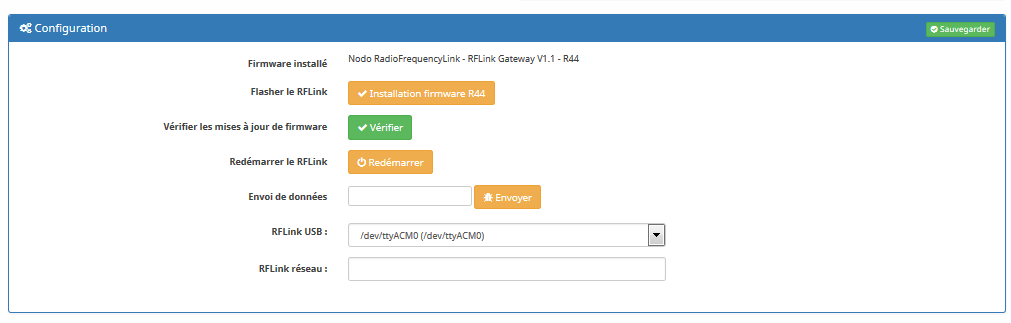 Configuration
Sauvegarder
Firmware installé Nodo RadioFrequencyLink - RFLink Gateway V1.1 - R44
Flasher le RFLink Installation firmware R44
Vérifier les mises à jour de firmware Vérifier
Redémarrer le RFLink Redémarrer
Envoi de données Envoyer
RFLink USB : /dev/ttyACM0 (/dev/ttyACM0)
RFLink réseau :